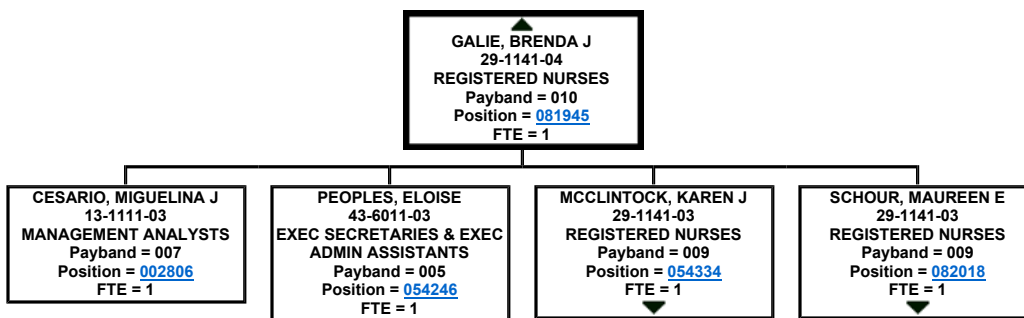 GALIE, BRENDA J
29-1141-04
REGISTERED NURSES
Payband = 010
Position = 081945
FTE = 1
CESARIO, MIGUELINA J
13-1111-03
MANAGEMENT ANALYSTS
Payband = 007
Position = 002806
FTE = 1
PEOPLES, ELOISE
43-6011-03
EXEC SECRETARIES & EXEC
ADMIN ASSISTANTS
Payband = 005
Position = 054246
FTE = 1
MCCLINTOCK, KAREN J
29-1141-03
REGISTERED NURSES
Payband = 009
Position = 054334
FTE = 1
SCHOUR, MAUREEN E
29-1141-03
REGISTERED NURSES
Payband = 009
Position = 082018
FTE = 1